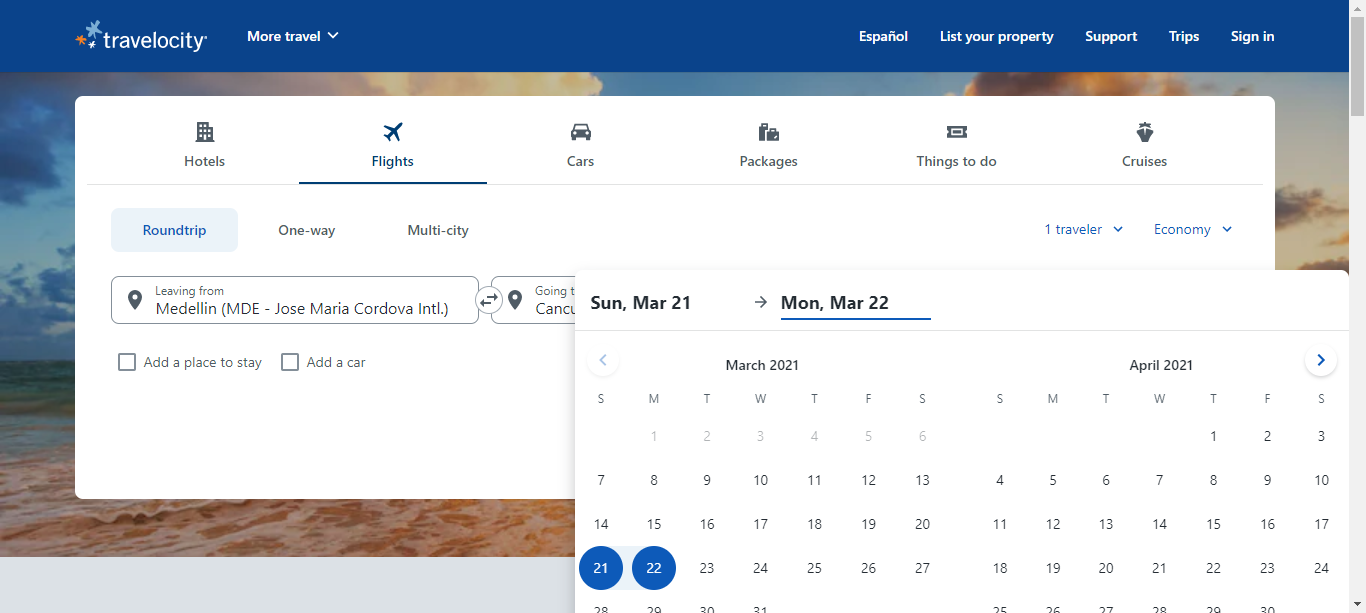 travelocity
More travel
Español
List your property
Support
Trips
Sign in
Hotels
Flights
Cars
Packages
Things to do
Cruises
Roundtrip
One-way
Multi-city
1 traveler
Economy
Leaving from
Medellin (MDE - Jose Maria Cordova Intl.)
Going t
Cancu
Sun, Mar 21
Mon, Mar 22
Add a place to stay
Add a car
March 2021
S M T W T F S
1 2 3 4 5 6
7 8 9 10 11 12 13
14 15 16 17 18 19 20
21 22 23 24 25 26 27
28 29 30 31
April 2021
S M T W T F S
1 2 3
4 5 6 7 8 9 10
11 12 13 14 15 16 17
18 19 20 21 22 23 24
25 26 27 28 29 30